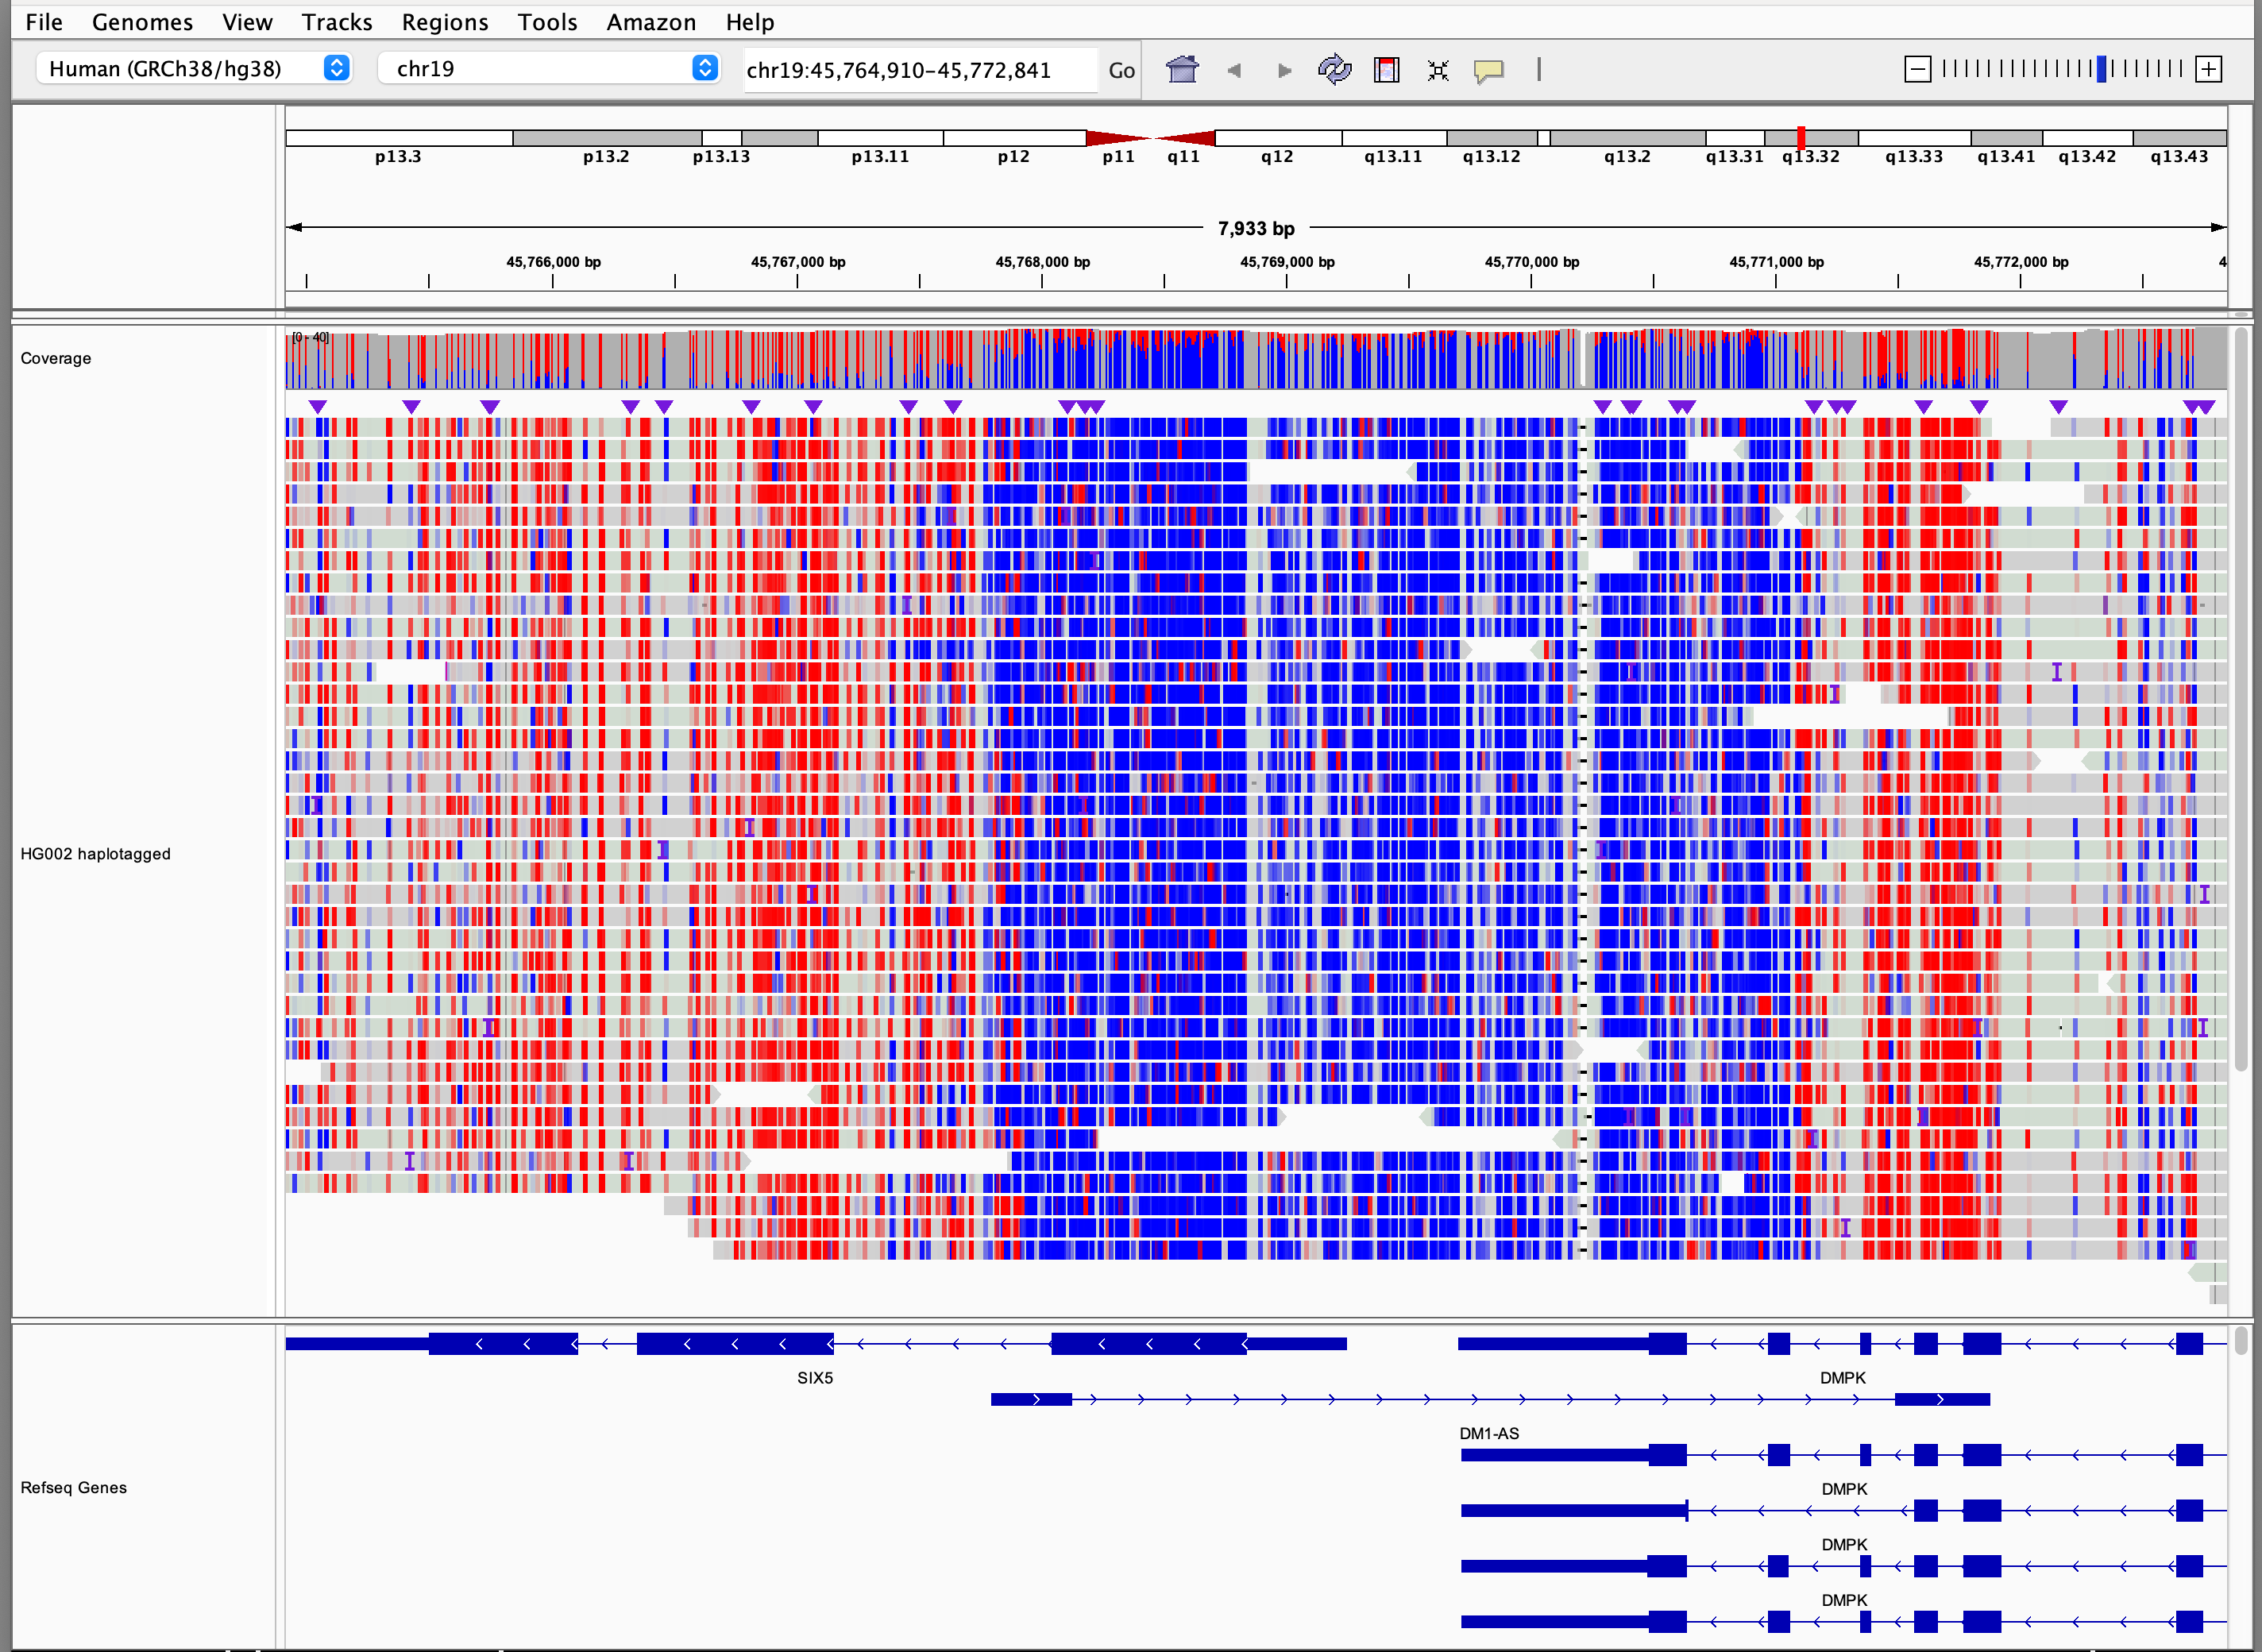 File Genomes View Tracks Regions Tools Amazon Help
Human (GRCh38/hg38) chr19 chr19:45,764,910-45,772,841 Go
p13.3 p13.2 p13.13 p13.11 p12 p11 q11 q12 q13.11 q13.12 q13.2 q13.31 q13.32 q13.33 q13.41 q13.42 q13.43
7,933 bp
45,766,000 bp 45,767,000 bp 45,768,000 bp 45,769,000 bp 45,770,000 bp 45,771,000 bp 45,772,000 bp 4
[0 - 40]
Coverage
HG002 haplotagged
SIX5 DMPK
DM1-AS
Refseq Genes
DMPK
DMPK
DMPK